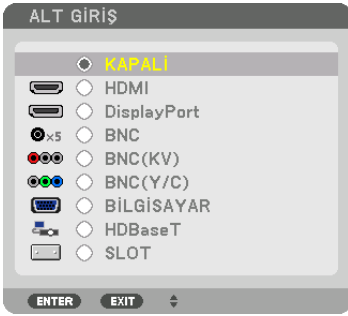 ALT GİRİŞ
KAPALI
HDMI
DisplayPort
×5 BNC
BNC(KV)
BNC(Y/C)
BİLGİSAYAR
HDBaseT
SLOT
ENTER EXIT